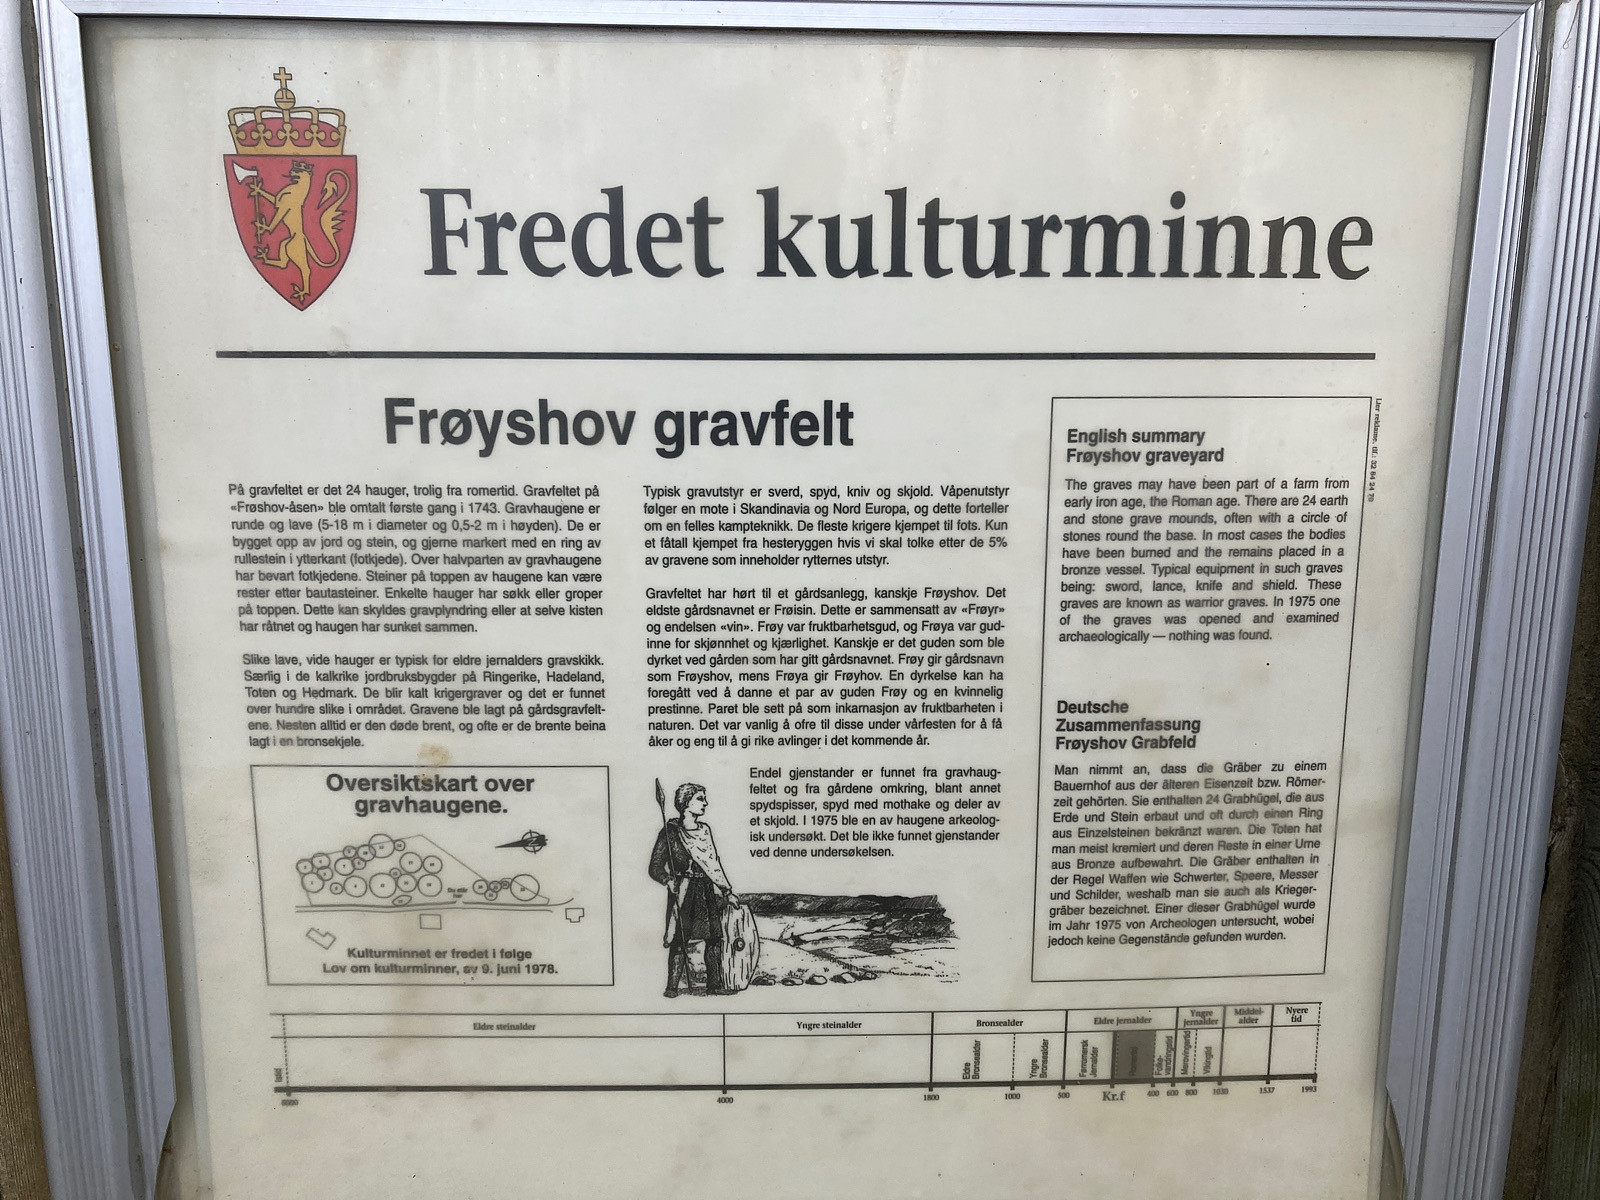 Fredet kulturminne
Frøyshov gravfelt
På gravfeltet er det 24 hauger, trolig fra romertid. Gravfeltet på
«Frøshov-åsen» ble omtalt første gang i 1743. Gravhaugene er
runde og lave (5-18 m i diameter og 0,5-2 m i høyden). De er
bygget opp av jord og stein, og gjerne markert med en ring av
rullestein i ytterkant (fotkjede). Over halvparten av gravhaugene
har bevart fotkjedene. Steiner på toppen av haugene kan være
rester etter bautasteiner. Enkelte hauger har søkk eller groper
på toppen. Dette kan skyldes gravplyndring eller at selve kisten
har råtnet og haugen har sunket sammen.
Slike lave, vide hauger er typisk for eldre jernalders gravskikk.
Særlig i de kalkrike jordbruksbygder på Ringerike, Hadeland,
Toten og Hedmark. De blir kalt krigergraver og det er funnet
over hundre slike i området. Gravene ble lagt på gårdsgravfelt-
ene. Nesten alltid er den døde brent, og ofte er de brente beina
lagt i en bronsekjele.
Oversiktskart over
gravhaugene.
Du står
her
Kulturminnet er fredet i følge
Lov om kulturminner, av 9. juni 1978.
Typisk gravutstyr er sverd, spyd, kniv og skjold. Våpenutstyr
følger en mote i Skandinavia og Nord Europa, og dette forteller
om en felles kampteknikk. De fleste krigere kjempet til fots. Kun
et fåtall kjempet fra hesteryggen hvis vi skal tolke etter de 5%
av gravene som inneholder rytternes utstyr.
Gravfeltet har hørt til et gårdsanlegg, kanskje Frøyshov. Det
eldste gårdsnavnet er Frøisin. Dette er sammensatt av «Frøyr»
og endelsen «vin». Frøy var fruktbarhetsgud, og Frøya var gud-
inne for skjønnhet og kjærlighet. Kanskje er det guden som ble
dyrket ved gården som har gitt gårdsnavnet. Frøy gir gårdsnavn
som Frøyshov, mens Frøya gir Frøyhov. En dyrkelse kan ha
foregått ved å danne et par av guden Frøy og en kvinnelig
prestinne. Paret ble sett på som inkarnasjon av fruktbarheten i
naturen. Det var vanlig å ofre til disse under vårfesten for å få
åker og eng til å gi rike avlinger i det kommende år.
Endel gjenstander er funnet fra gravhaug-
feltet og fra gårdene omkring, blant annet
spydspisser, spyd med mothake og deler av
et skjold. I 1975 ble en av haugene arkeolog-
isk undersøkt. Det ble ikke funnet gjenstander
ved denne undersøkelsen.
English summary
Frøyshov graveyard
The graves may have been part of a farm from
early iron age, the Roman age. There are 24 earth
and stone grave mounds, often with a circle of
stones round the base. In most cases the bodies
have been burned and the remains placed in a
bronze vessel. Typical equipment in such graves
being: sword, lance, knife and shield. These
graves are known as warrior graves. In 1975 one
of the graves was opened and examined
archaeologically — nothing was found.
Deutsche
Zusammenfassung
Frøyshov Grabfeld
Man nimmt an, dass die Gräber zu einem
Bauernhof aus der älteren Eisenzeit bzw. Römer-
zeit gehörten. Sie enthalten 24 Grabhügel, die aus
Erde und Stein erbaut und oft durch einen Ring
aus Einzelsteinen bekränzt waren. Die Toten hat
man meist kremiert und deren Reste in einer Urne
aus Bronze aufbewahrt. Die Gräber enthalten in
der Regel Waffen wie Schwerter, Speere, Messer
und Schilder, weshalb man sie auch als Krieger-
gräber bezeichnet. Einer dieser Grabhügel wurde
im Jahr 1975 von Archeologen untersucht, wobei
jedoch keine Gegenstände gefunden wurden.
Lier reklame, tlf.: 32 84 24 70
Eldre steinalder
Yngre steinalder
Bronsealder
Eldre jernalder
Yngre
jernalder
Middel-
alder
Nyere
tid
Eldre
Bronsealder
Yngre
Bronsealder
Førromersk
Jernalder
Folke-
vandringstid
Merovingertid
Vikingtid
4000
1800
1000
500
Kr.f
400
600
800
1030
1537
1993